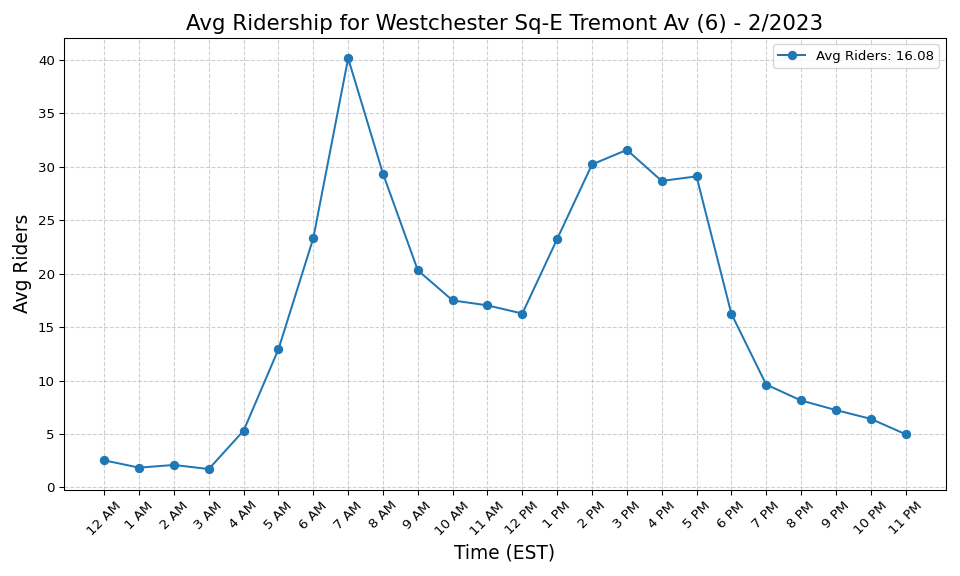 Avg Ridership for Westchester Sq-E Tremont Av (6) - 2/2023
Avg Riders: 16.08
Avg Riders
40
35
30
25
20
15
10
5
0
12 AM
1 AM
2 AM
3 AM
4 AM
5 AM
6 AM
7 AM
8 AM
9 AM
10 AM
11 AM
12 PM
1 PM
2 PM
3 PM
4 PM
5 PM
6 PM
7 PM
8 PM
9 PM
10 PM
11 PM
Time (EST)